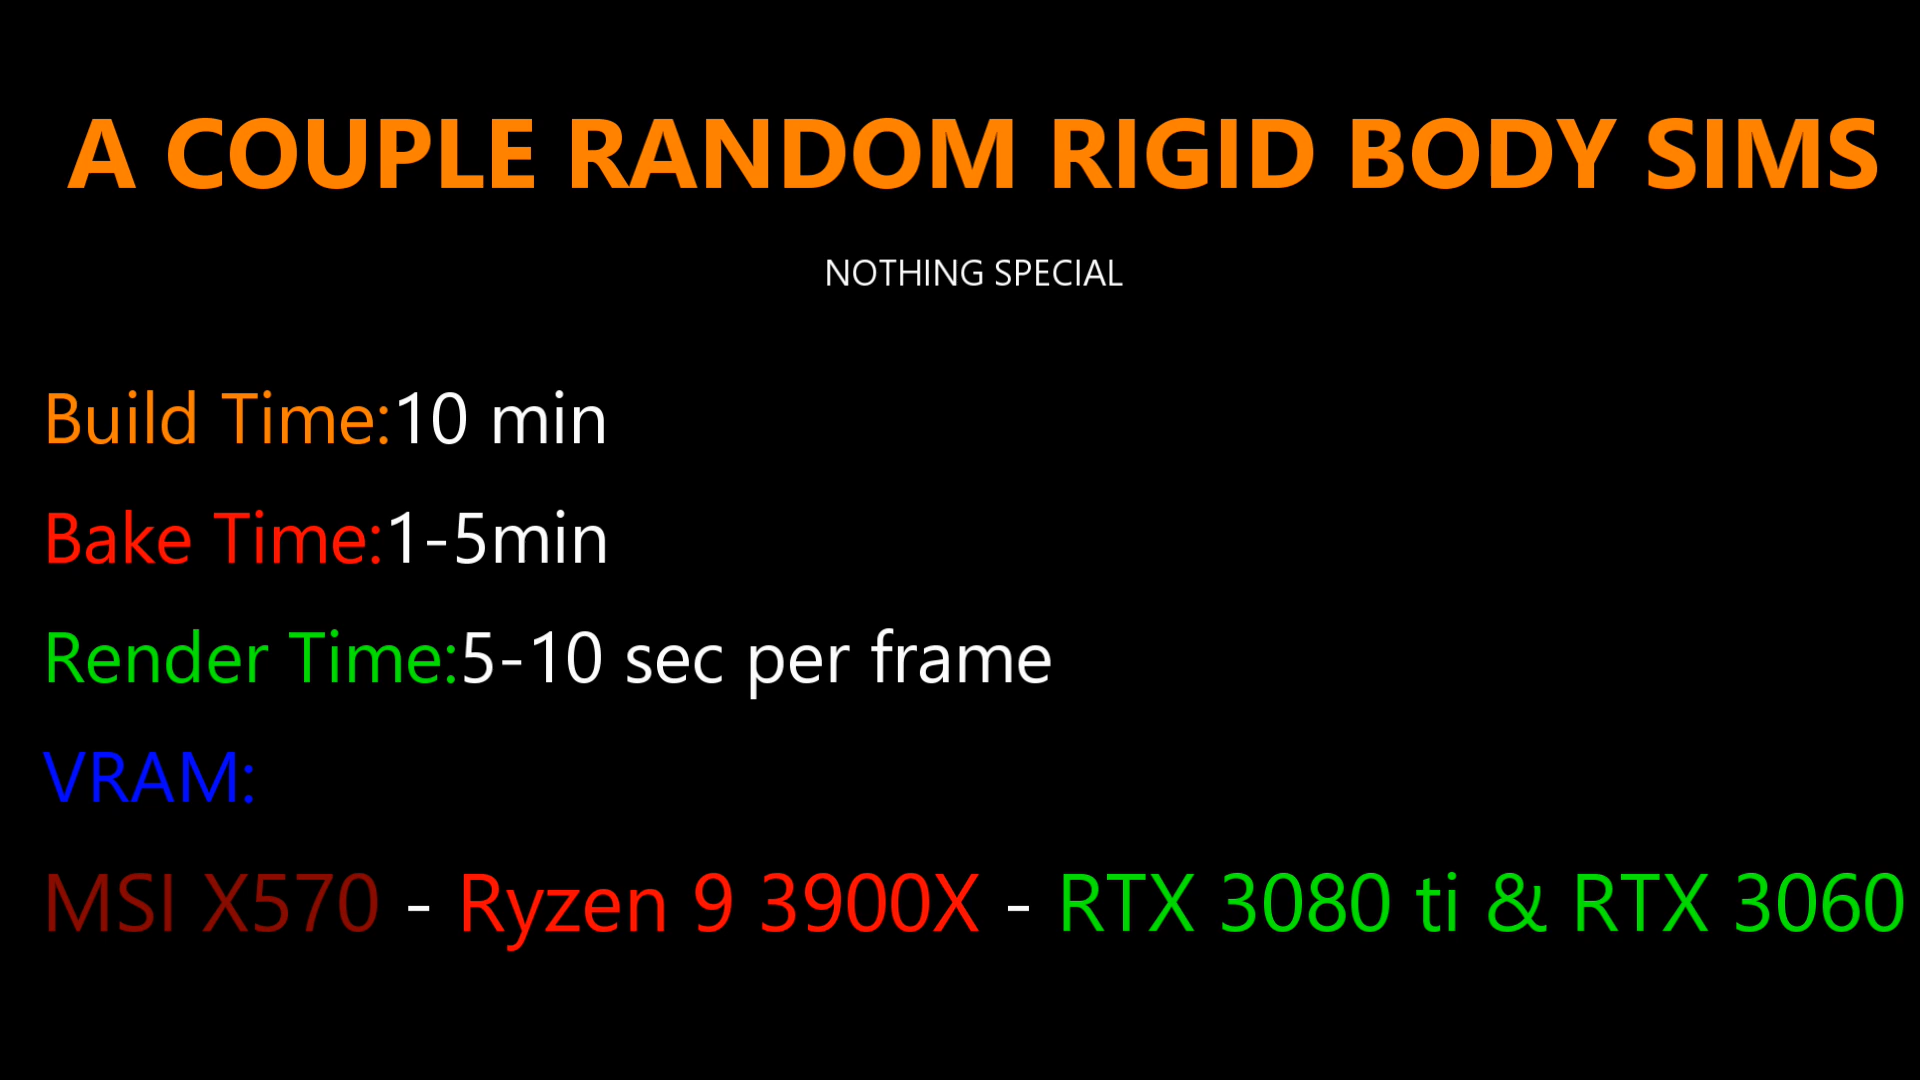 A COUPLE RANDOM RIGID BODY SIMS
NOTHING SPECIAL
Build Time:10 min
Bake Time:1-5min
Render Time:5-10 sec per frame
VRAM:
MSI X570 - Ryzen 9 3900X - RTX 3080 ti & RTX 3060